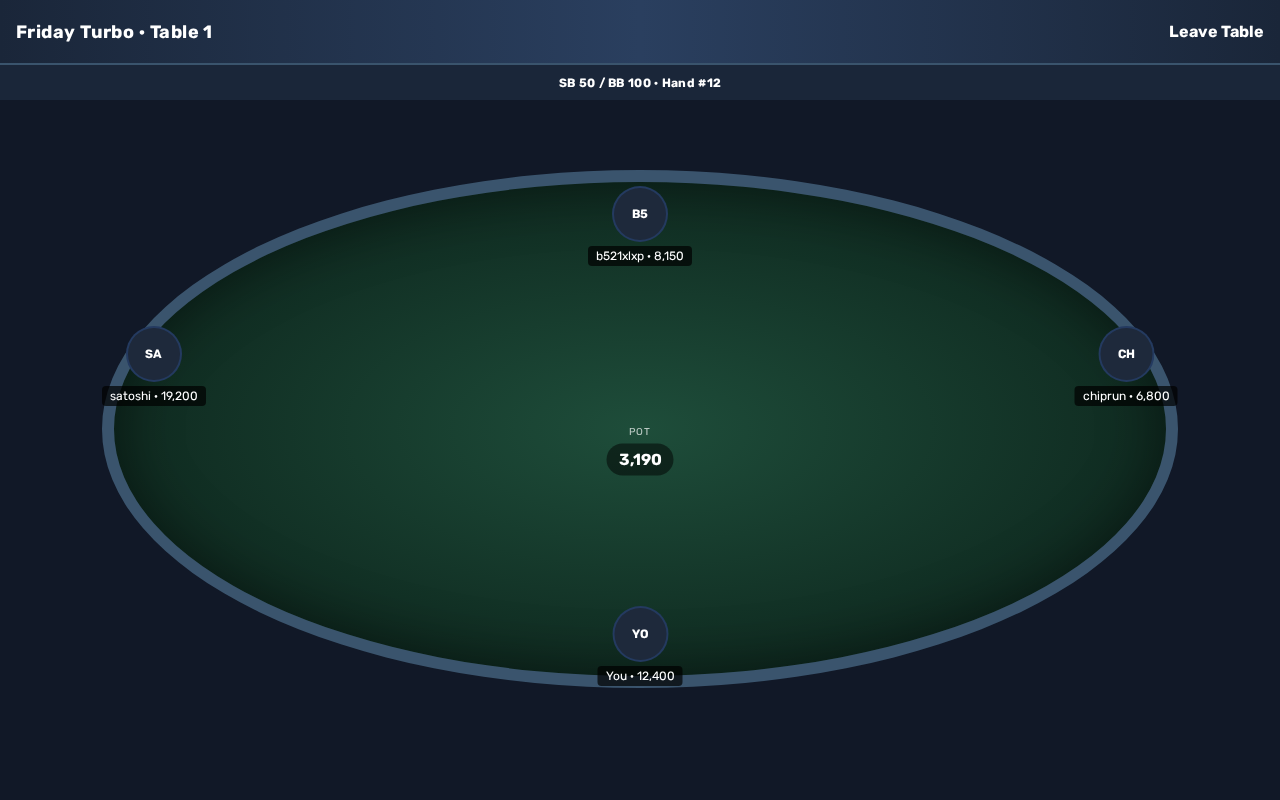 Friday Turbo • Table 1
Leave Table
SB 50 / BB 100 • Hand #12
B5
b521xlxp • 8,150
SA
satoshi • 19,200
CH
chiprun • 6,800
POT
3,190
YO
You • 12,400